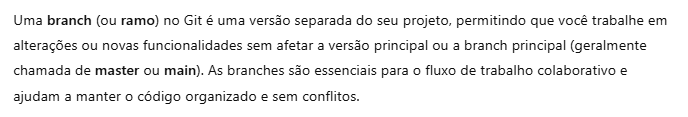 Uma branch (ou ramo) no Git é uma versão separada do seu projeto, permitindo que você trabalhe em
alterações ou novas funcionalidades sem afetar a versão principal ou a branch principal (geralmente
chamada de master ou main). As branches são essenciais para o fluxo de trabalho colaborativo e
ajudam a manter o código organizado e sem conflitos.